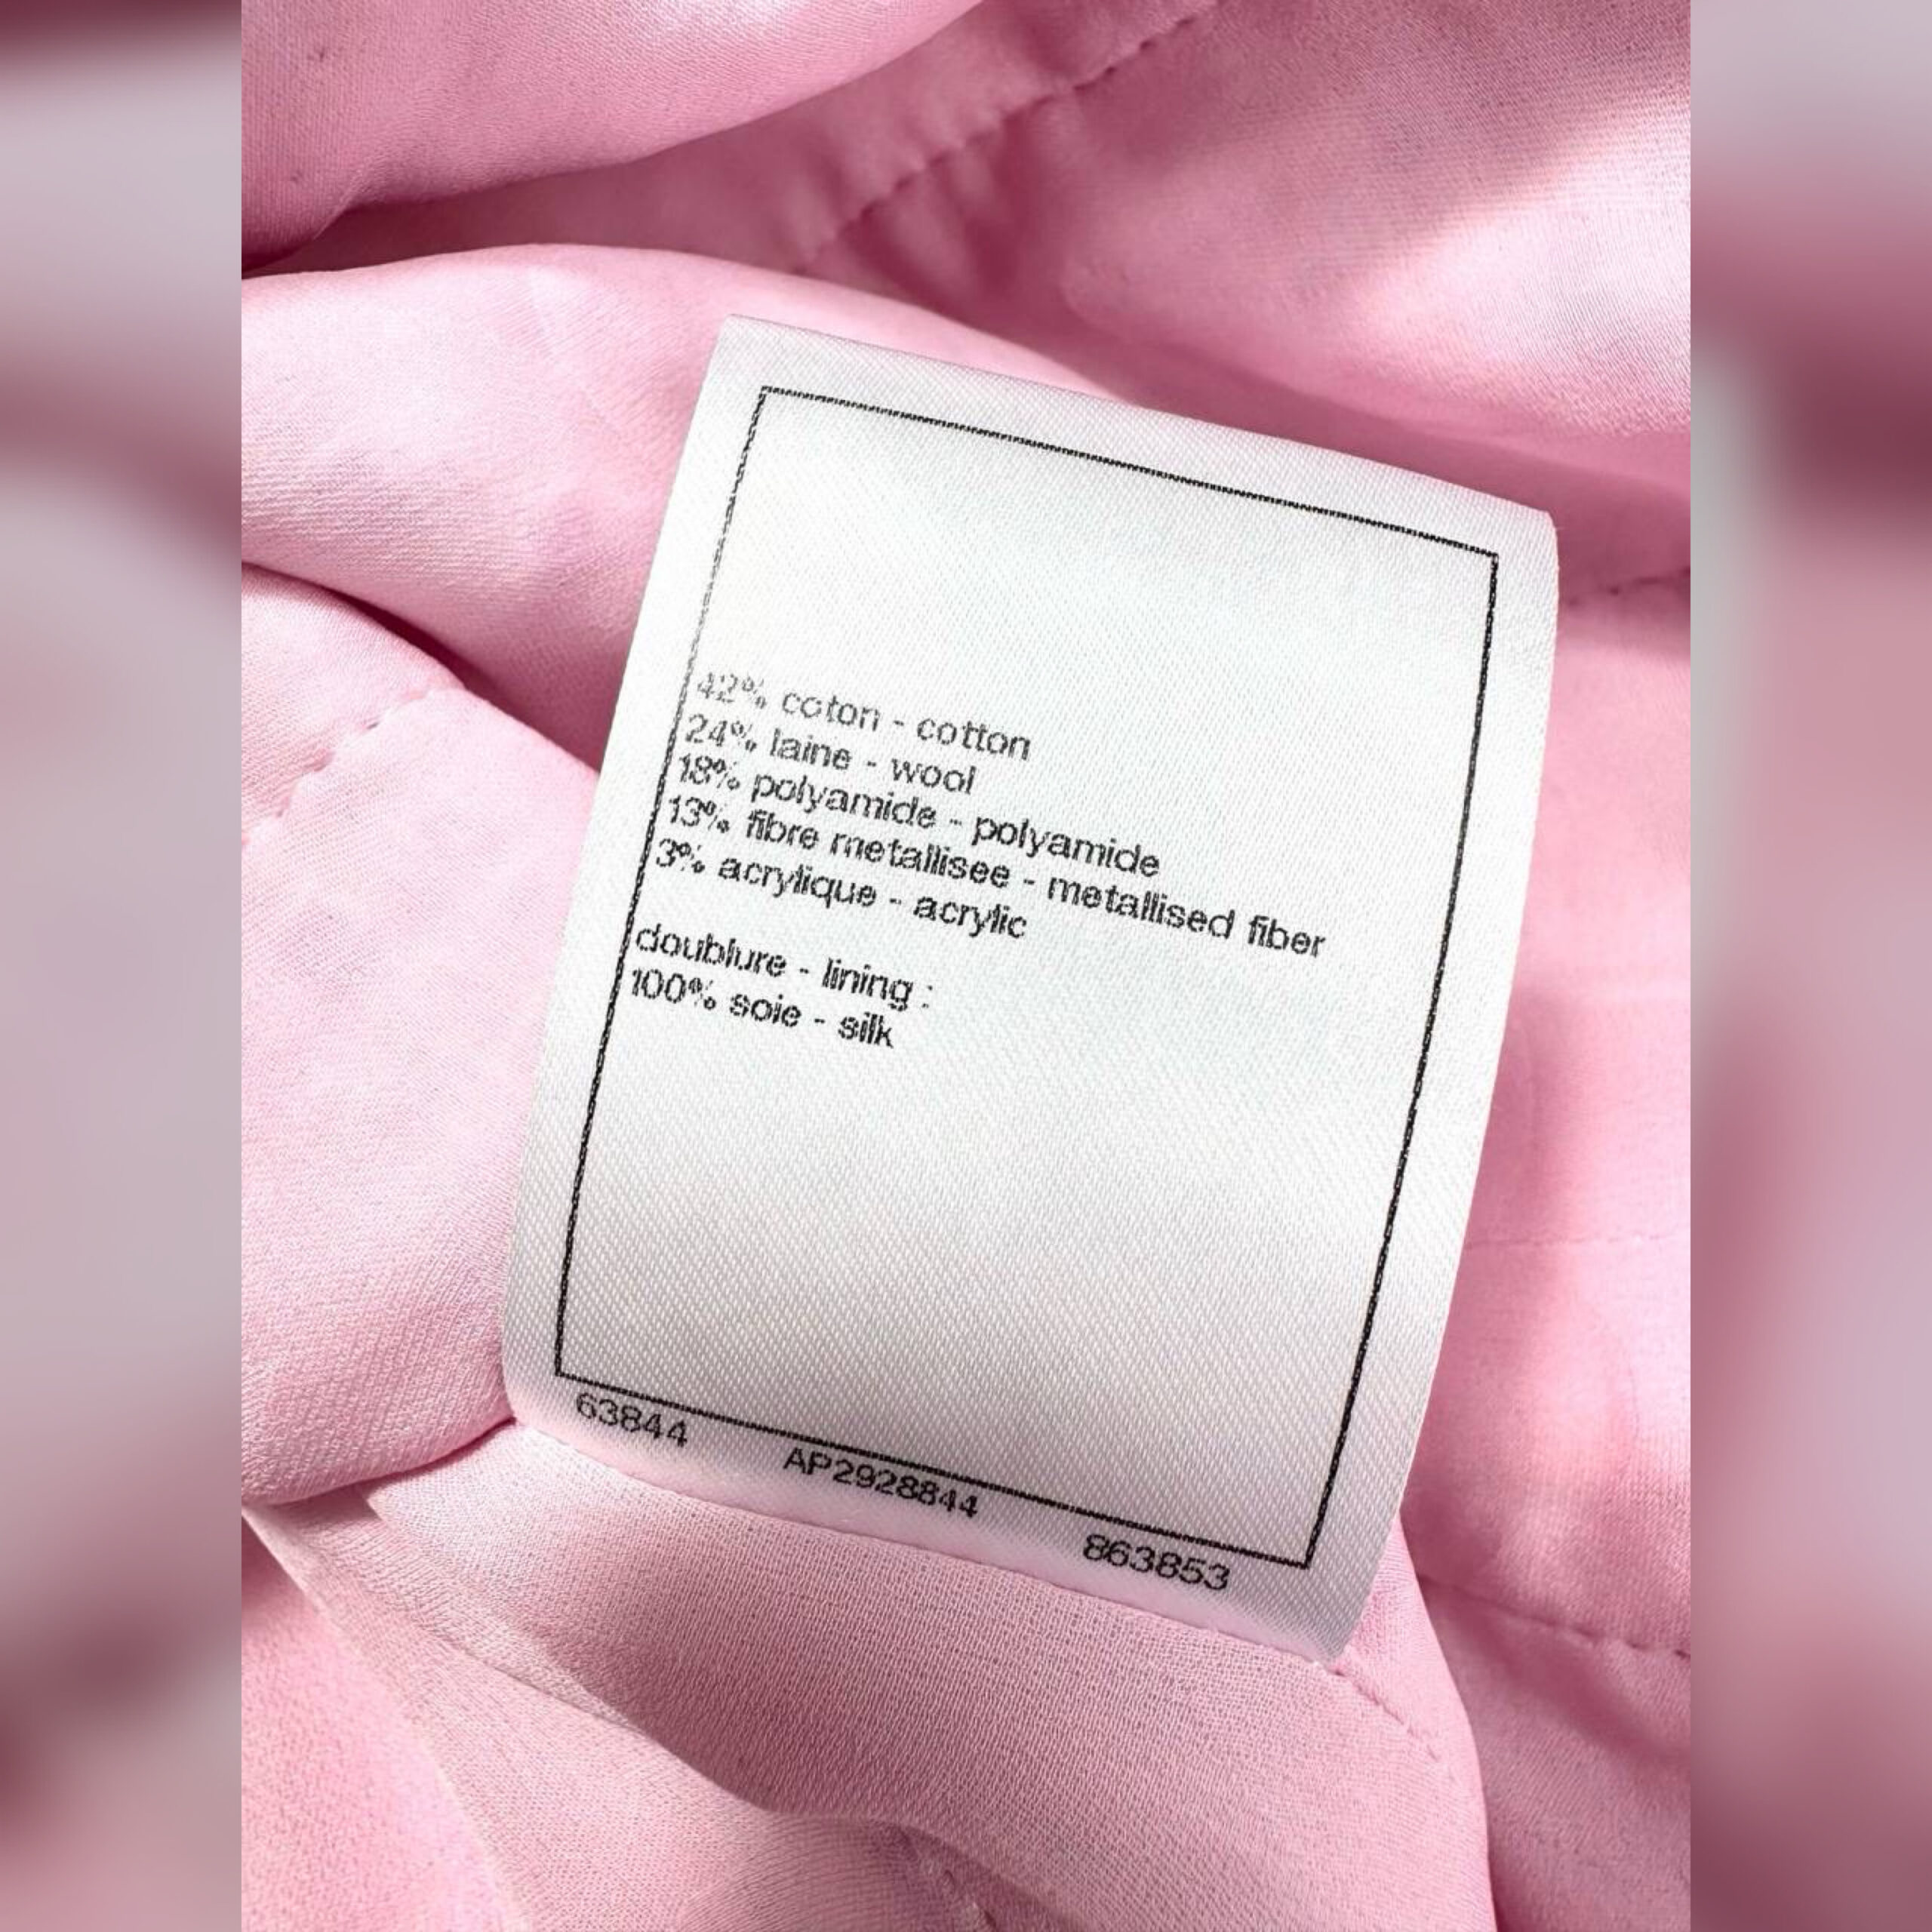 42% coton - cotton
24% laine - wool
18% polyamide - polyamide
13% fibre metallisee - metallised fiber
3% acrylique - acrylic
doublure - lining :
100% soie - silk
63844 AP2928844 863853